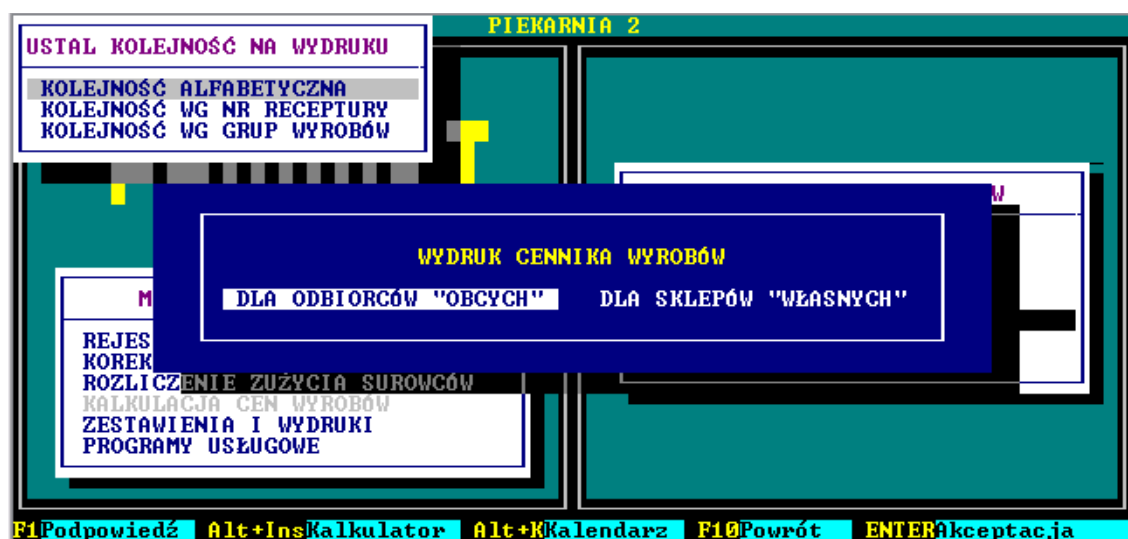 PIEKARNIA 2
USTAL KOLEJNOŚĆ NA WYDRUKU
KOLEJNOŚĆ ALFABETYCZNA
KOLEJNOŚĆ WG NR RECEPTURY
KOLEJNOŚĆ WG GRUP WYROBÓW
W
WYDRUK CENNIKA WYROBÓW
DLA ODBIORCÓW "OBCYCH" DLA SKLEPÓW "WŁASNYCH"
M
REJES
KOREK
ROZLICZENIE ZUŻYCIA SUROWCÓW
KALKULACJA CEN WYROBÓW
ZESTAWIENIA I WYDRUKI
PROGRAMY USŁUGOWE
F1Podpowiedź Alt+InsKalkulator Alt+KKalendarz F10Powrót ENTERAkceptacja